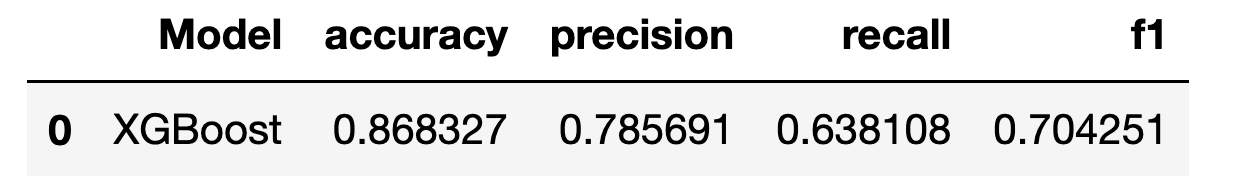 Model accuracy precision recall f1
0 XGBoost 0.868327 0.785691 0.638108 0.704251